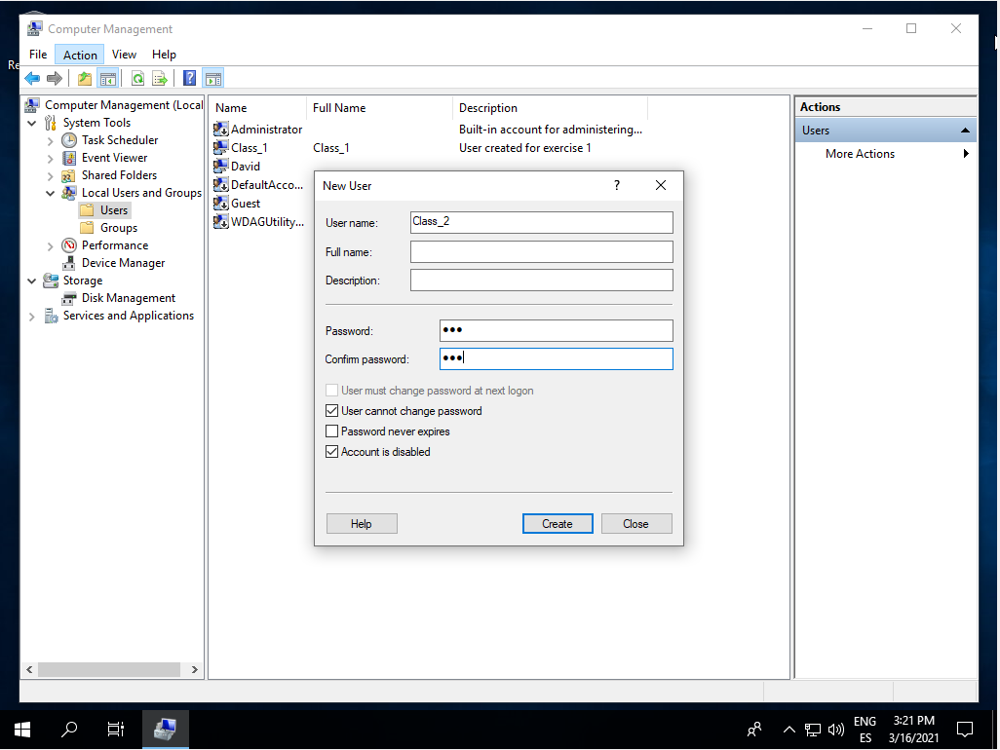 Computer Management
File Action View Help
Computer Management (Local
System Tools
Task Scheduler
Event Viewer
Shared Folders
Local Users and Groups
Users
Groups
Performance
Device Manager
Storage
Disk Management
Services and Applications
Name Full Name Description
Administrator Built-in account for administering...
Class_1 Class_1 User created for exercise 1
David
DefaultAcco...
Guest
WDAGUtility...
Actions
Users
More Actions
New User ?
User name: Class_2
Full name:
Description:
Password: •••
Confirm password: •••
User must change password at next logon
User cannot change password
Password never expires
Account is disabled
Help Create Close
ENG 3:21 PM
ES 3/16/2021